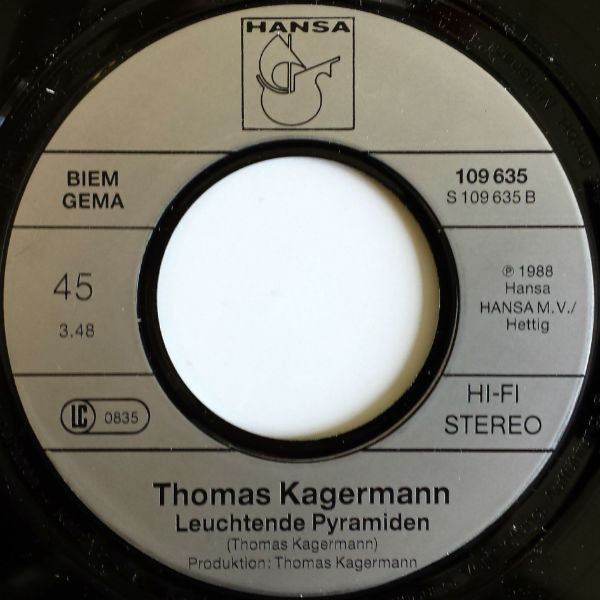 HANSA
BIEM
GEMA
109 635
S 109 635 B
45
3.48
℗ 1988
Hansa
HANSA M.V./
Hettig
LC 0835
HI-FI
STEREO
Thomas Kagermann
Leuchtende Pyramiden
(Thomas Kagermann)
Produktion: Thomas Kagermann